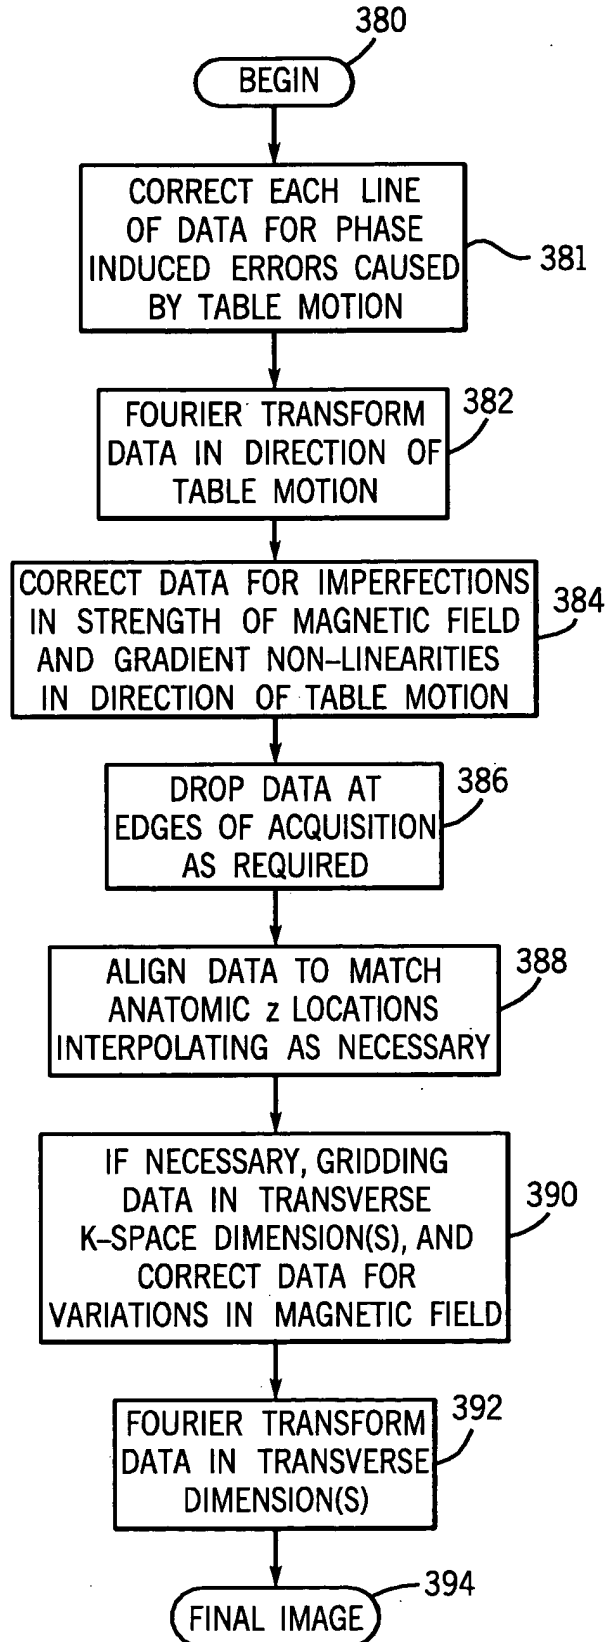 380
BEGIN
CORRECT EACH LINE
OF DATA FOR PHASE
INDUCED ERRORS CAUSED
BY TABLE MOTION
381
FOURIER TRANSFORM
DATA IN DIRECTION OF
TABLE MOTION
382
CORRECT DATA FOR IMPERFECTIONS
IN STRENGTH OF MAGNETIC FIELD
AND GRADIENT NON-LINEARITIES
IN DIRECTION OF TABLE MOTION
384
DROP DATA AT
EDGES OF ACQUISITION
AS REQUIRED
386
ALIGN DATA TO MATCH
ANATOMIC z LOCATIONS
INTERPOLATING AS NECESSARY
388
IF NECESSARY, GRIDDING
DATA IN TRANSVERSE
K-SPACE DIMENSION(S), AND
CORRECT DATA FOR
VARIATIONS IN MAGNETIC FIELD
390
FOURIER TRANSFORM
DATA IN TRANSVERSE
DIMENSION(S)
392
FINAL IMAGE
394